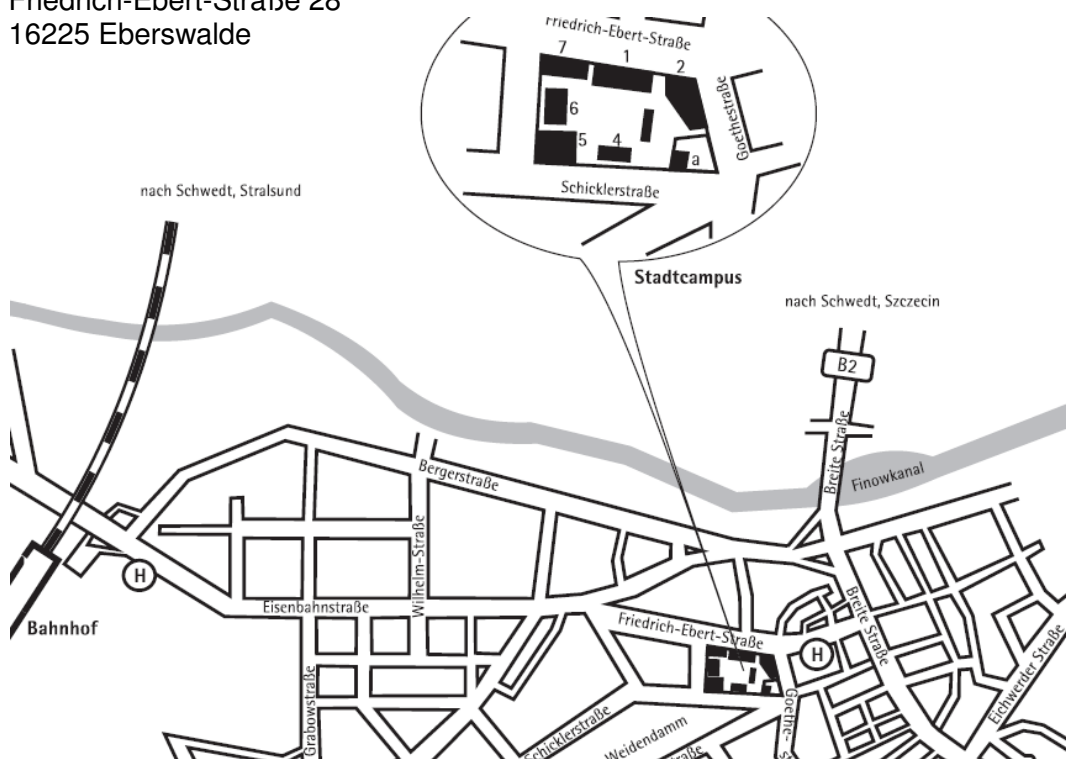 Friedrich-Ebert-Straße 28
16225 Eberswalde
Friedrich-Ebert-Straße
7
1
2
6
5
4
a
Goethestraße
Schicklerstraße
nach Schwedt, Stralsund
Stadtcampus
nach Schwedt, Szczecin
B2
Breite Straße
Finowkanal
Bergerstraße
Wilhelm-Straße
H
Eisenbahnstraße
Bahnhof
Friedrich-Ebert-Straße
H
Breite Straße
Eichwerder Straße
Grabowstraße
Schicklerstraße
Weidendamm
Goethe-